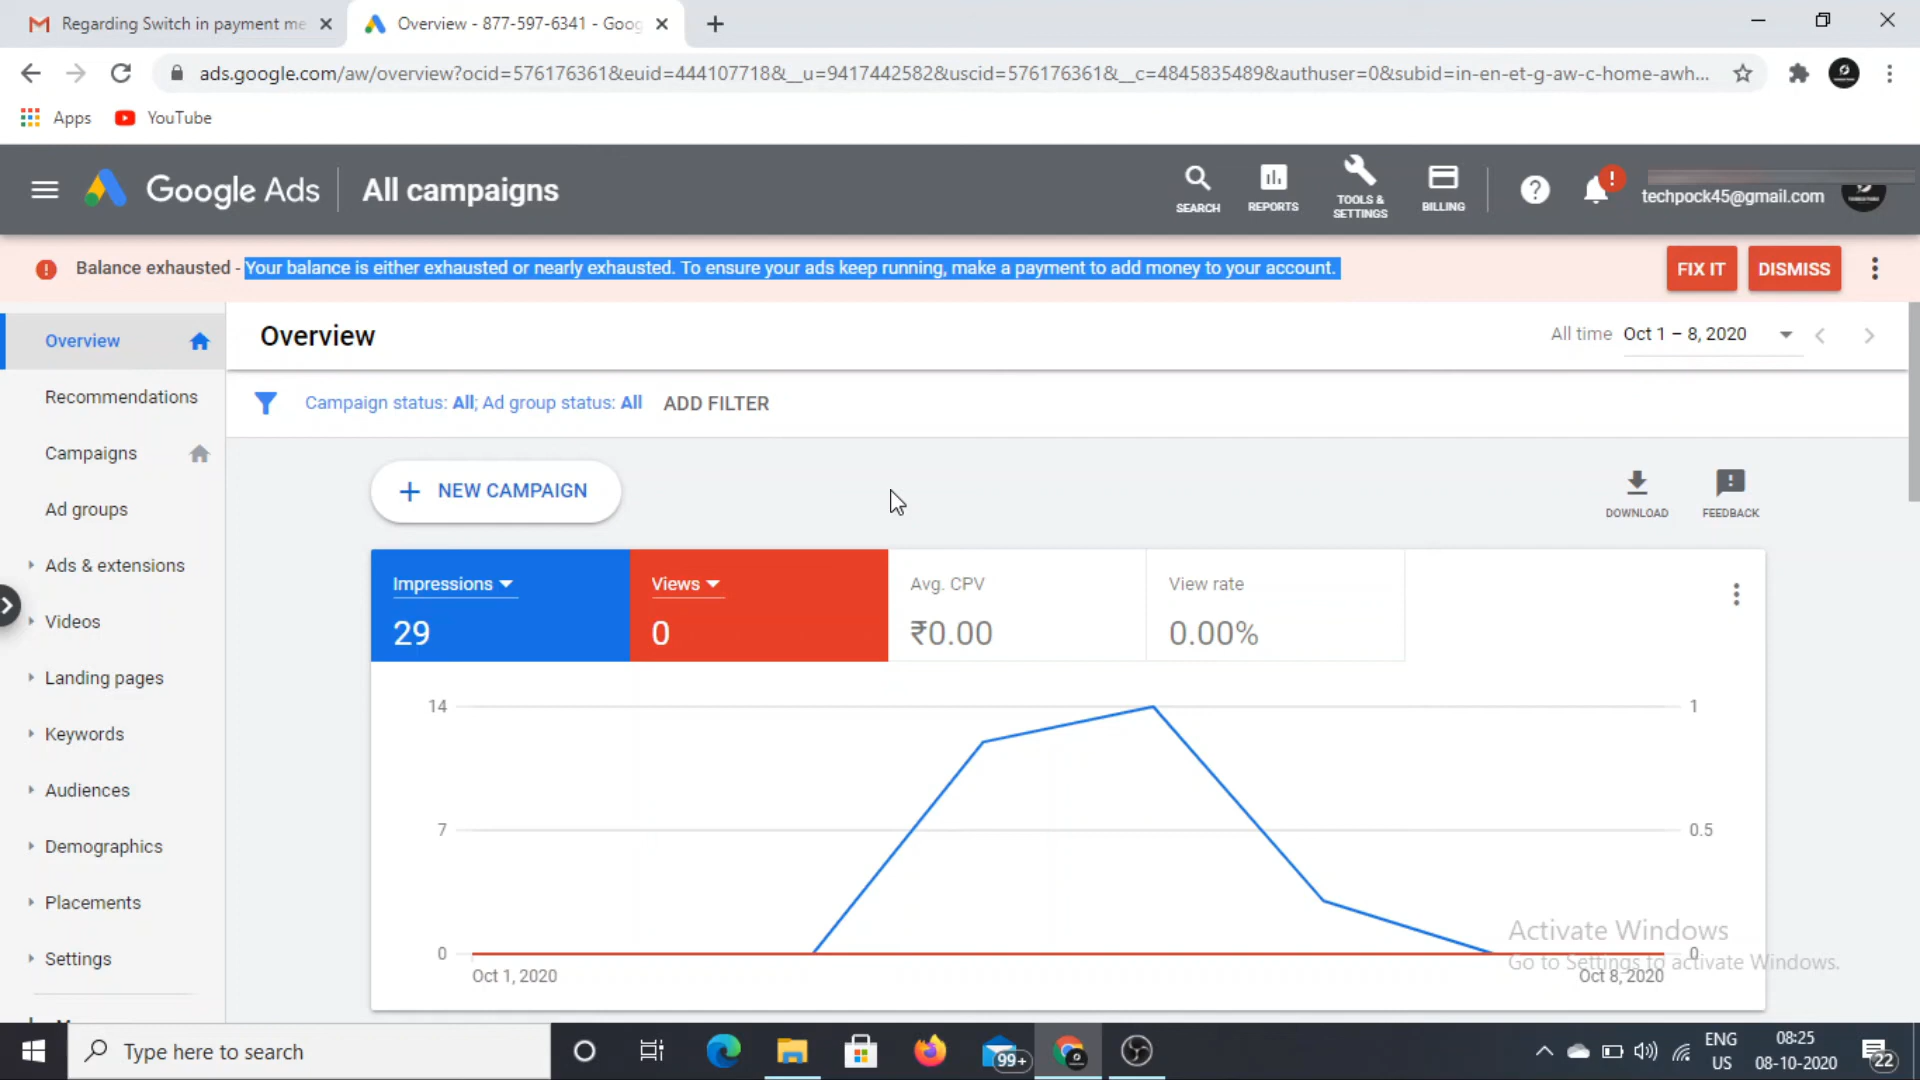 Regarding Switch in payment me
Overview - 877-597-6341 - Goog
ads.google.com/aw/overview?ocid=576176361&euid=444107718&__u=9417442582&uscid=576176361&__c=4845835489&authuser=0&subid=in-en-et-g-aw-c-home-awh...
Apps
YouTube
Google Ads
All campaigns
SEARCH
REPORTS
TOOLS & SETTINGS
BILLING
techpock45@gmail.com
Balance exhausted - Your balance is either exhausted or nearly exhausted. To ensure your ads keep running, make a payment to add money to your account.
FIX IT
DISMISS
Overview
Recommendations
Campaigns
Ad groups
Ads & extensions
Videos
Landing pages
Keywords
Audiences
Demographics
Placements
Settings
Overview
All time Oct 1 – 8, 2020
Campaign status: All; Ad group status: All
ADD FILTER
+ NEW CAMPAIGN
DOWNLOAD
FEEDBACK
Impressions
29
Views
0
Avg. CPV
₹0.00
View rate
0.00%
14
1
7
0.5
0
0
Oct 1, 2020
Oct 8, 2020
Activate Windows
Go to Settings to activate Windows.
Type here to search
99+
ENG
US
08:25
08-10-2020
22